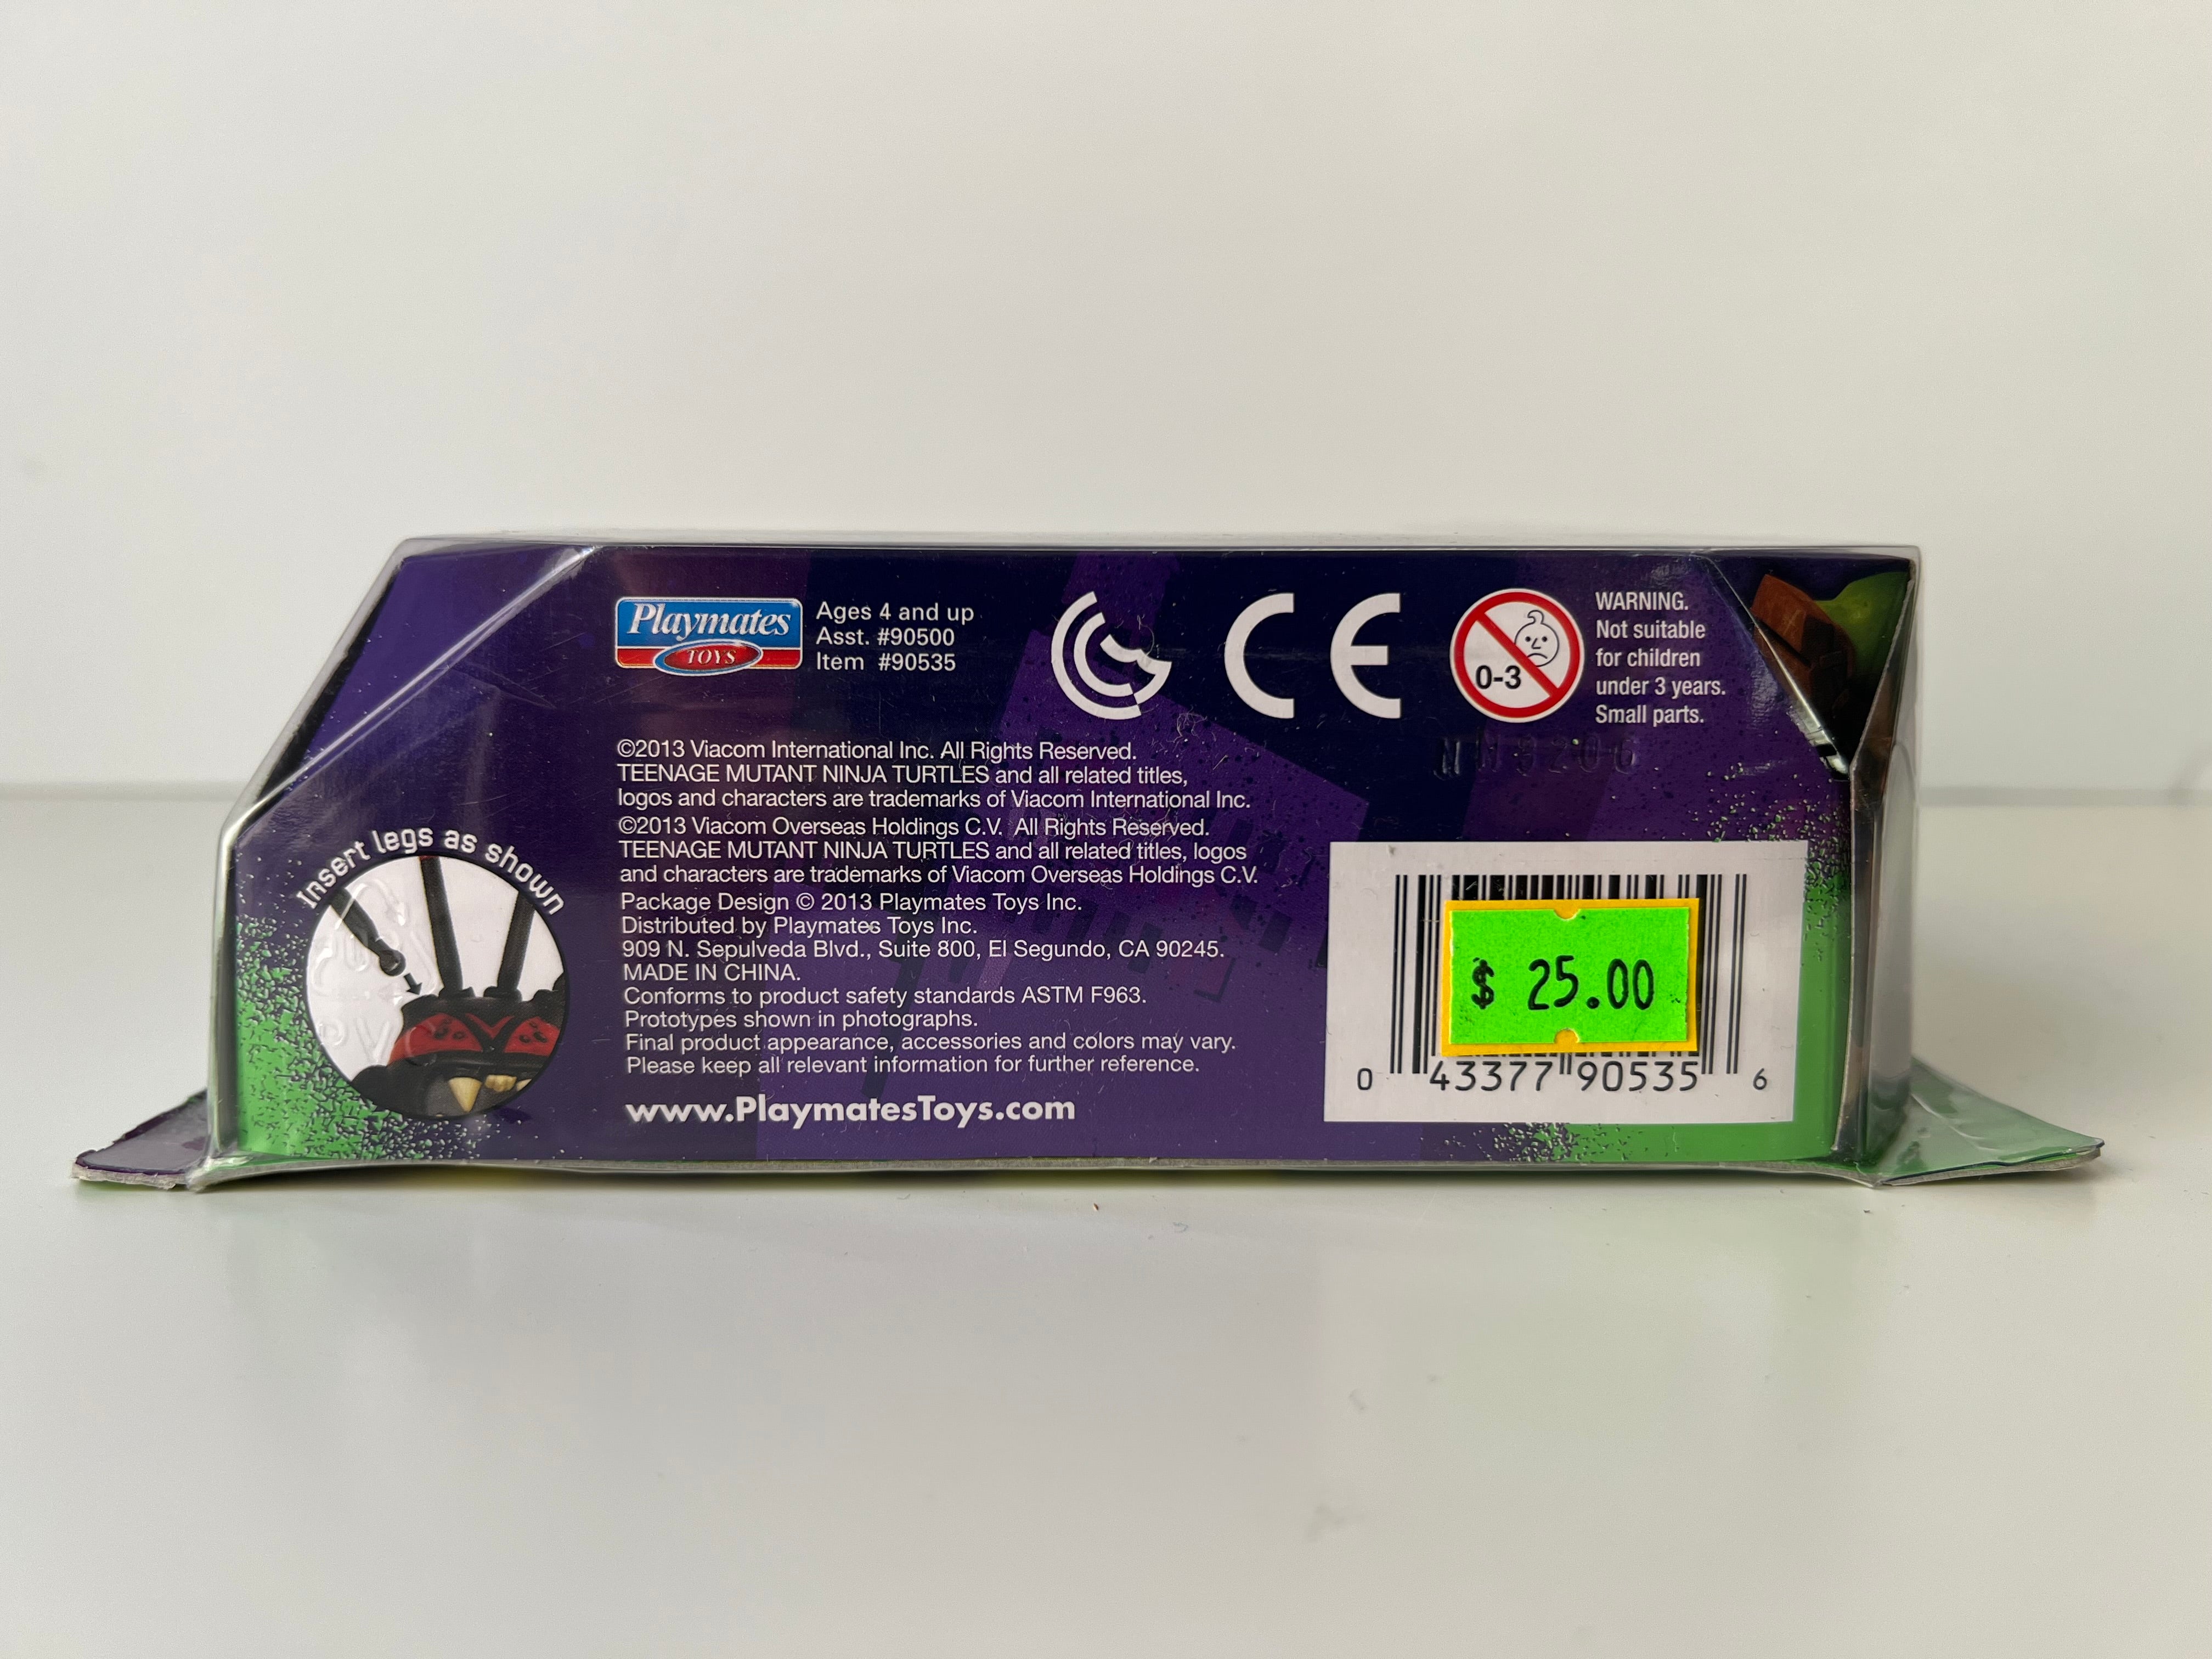 Playmates
TOYS
Ages 4 and up
Asst. #90500
Item #90535
CE
0-3
WARNING.
Not suitable
for children
under 3 years.
Small parts.
©2013 Viacom International Inc. All Rights Reserved.
TEENAGE MUTANT NINJA TURTLES and all related titles,
logos and characters are trademarks of Viacom International Inc.
©2013 Viacom Overseas Holdings C.V. All Rights Reserved.
TEENAGE MUTANT NINJA TURTLES and all related titles, logos
and characters are trademarks of Viacom Overseas Holdings C.V.
Package Design © 2013 Playmates Toys Inc.
Distributed by Playmates Toys Inc.
909 N. Sepulveda Blvd., Suite 800, El Segundo, CA 90245.
MADE IN CHINA.
Conforms to product safety standards ASTM F963.
Prototypes shown in photographs.
Final product appearance, accessories and colors may vary.
Please keep all relevant information for further reference.
www.PlaymatesToys.com
Insert legs as shown
$ 25.00
0 43377 90535 6